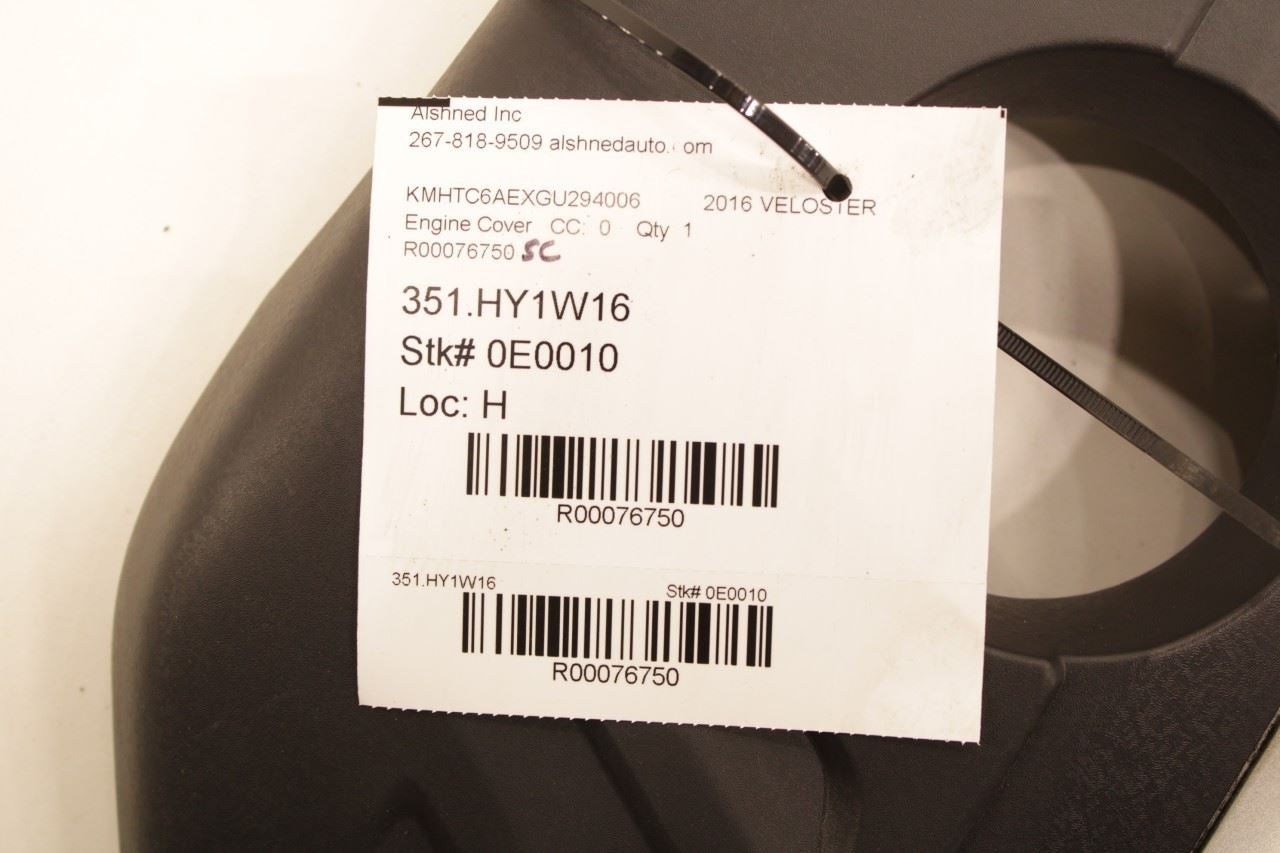 Alshned Inc
267-818-9509 alshnedauto. om
KMHTC6AEXGU294006 2016 VELOSTER
Engine Cover CC: 0 Qty 1
R00076750 SC
351.HY1W16
Stk# 0E0010
Loc: H
R00076750
351.HY1W16 Stk# 0E0010
R00076750